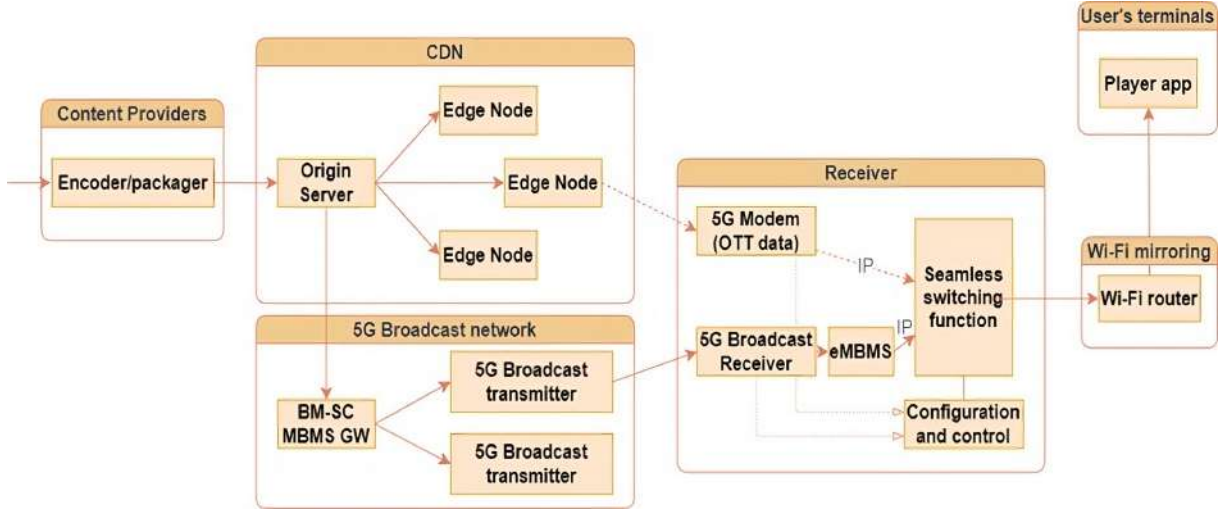 User's terminals
Player app
CDN
Edge Node
Content Providers
Encoder/packager
Origin
Server
Edge Node
Edge Node
Receiver
5G Modem
(OTT data)
IP
Seamless
switching
function
Wi-Fi mirroring
Wi-Fi router
5G Broadcast network
5G Broadcast
transmitter
BM-SC
MBMS GW
5G Broadcast
transmitter
5G Broadcast
Receiver
eMBMS
IP
Configuration
and control